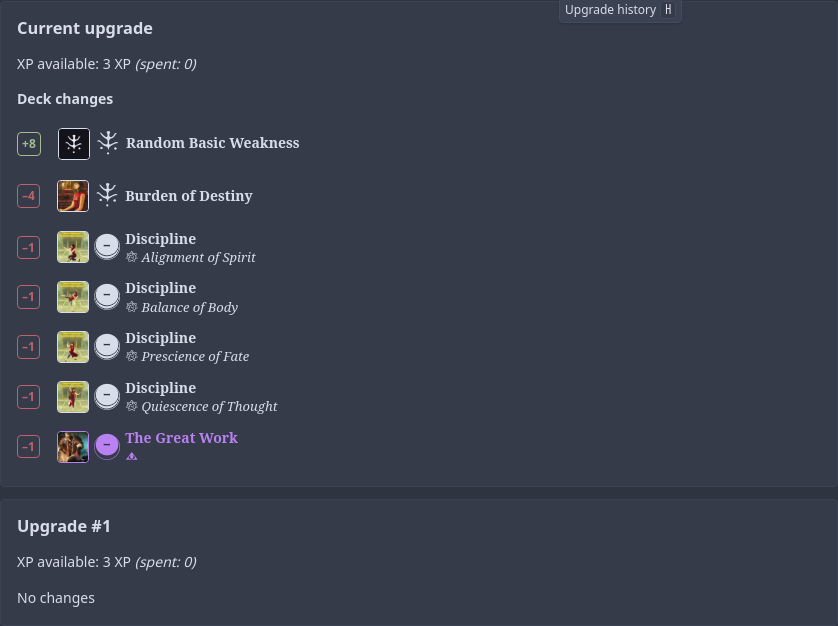 Upgrade history H
Current upgrade
XP available: 3 XP (spent: 0)
Deck changes
+8 Random Basic Weakness
–4 Burden of Destiny
–1 – Discipline
Alignment of Spirit
–1 – Discipline
Balance of Body
–1 – Discipline
Prescience of Fate
–1 – Discipline
Quiescence of Thought
–1 – The Great Work
Upgrade #1
XP available: 3 XP (spent: 0)
No changes